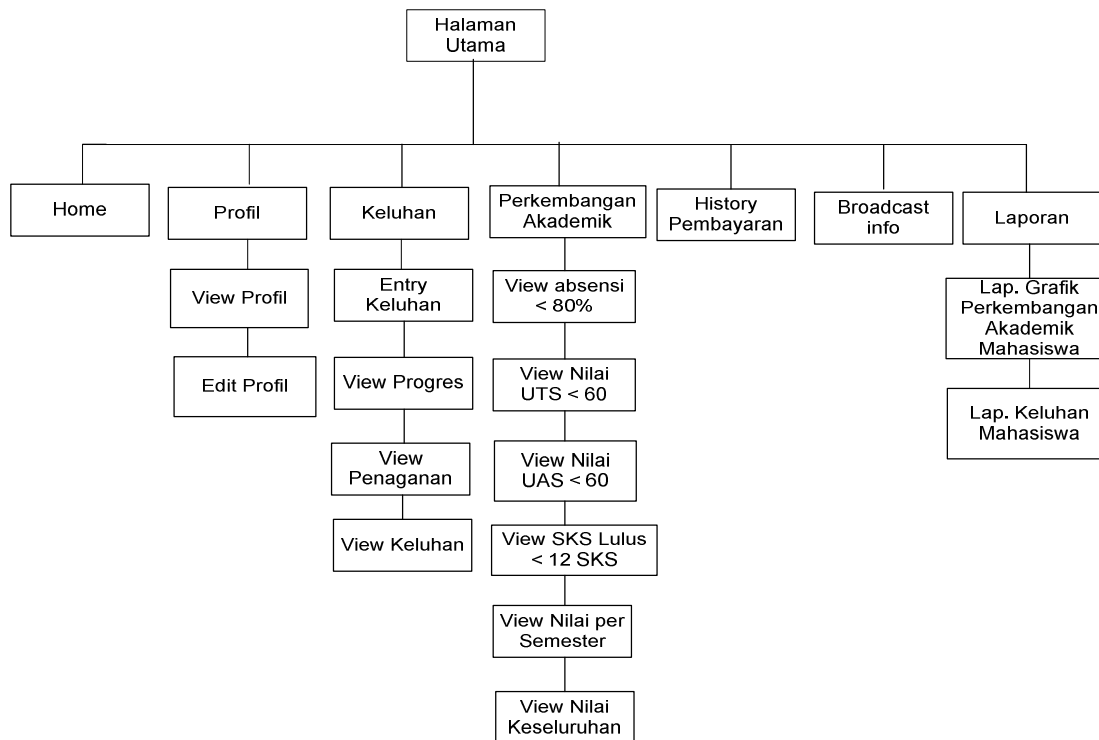 Halaman
Utama
Home
Profil
Keluhan
Perkembangan
Akademik
History
Pembayaran
Broadcast
info
Laporan
View Profil
Edit Profil
Entry
Keluhan
View Progres
View
Penaganan
View Keluhan
View absensi
< 80%
View Nilai
UTS < 60
View Nilai
UAS < 60
View SKS Lulus
< 12 SKS
View Nilai per
Semester
View Nilai
Keseluruhan
Lap. Grafik
Perkembangan
Akademik
Mahasiswa
Lap. Keluhan
Mahasiswa